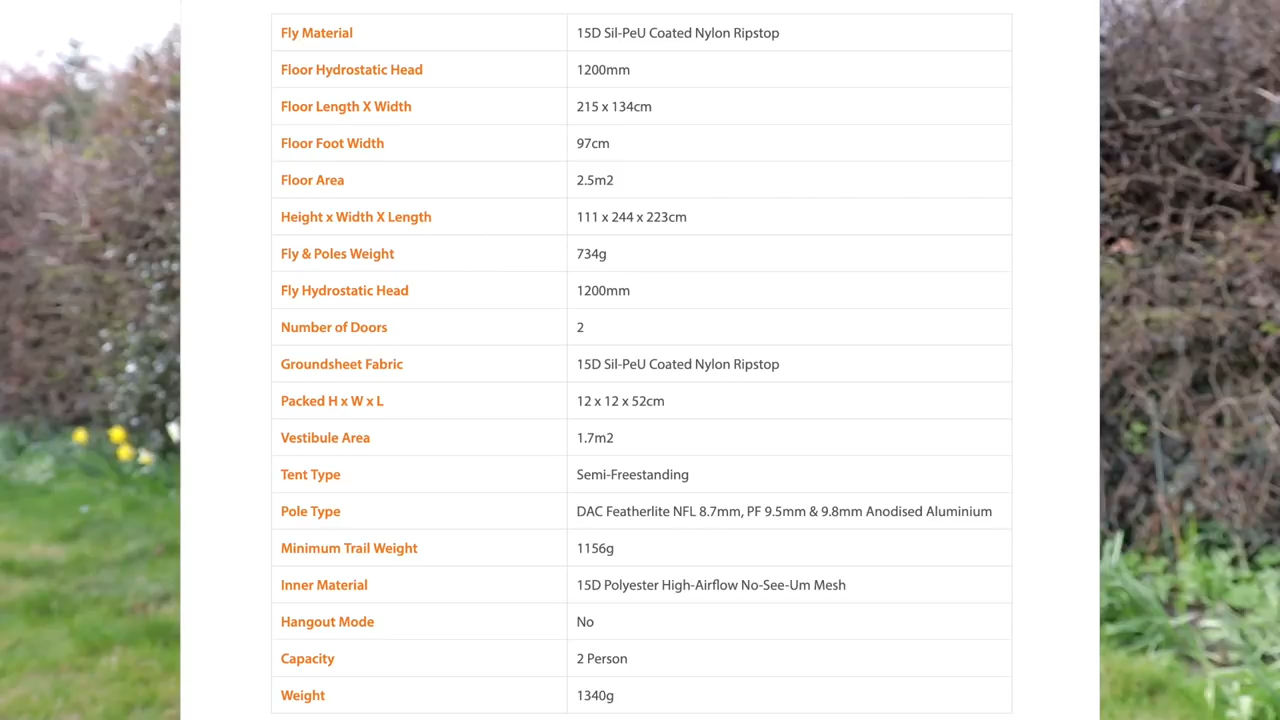 Fly Material 15D Sil-PeU Coated Nylon Ripstop
Floor Hydrostatic Head 1200mm
Floor Length X Width 215 x 134cm
Floor Foot Width 97cm
Floor Area 2.5m2
Height x Width X Length 111 x 244 x 223cm
Fly & Poles Weight 734g
Fly Hydrostatic Head 1200mm
Number of Doors 2
Groundsheet Fabric 15D Sil-PeU Coated Nylon Ripstop
Packed H x W x L 12 x 12 x 52cm
Vestibule Area 1.7m2
Tent Type Semi-Freestanding
Pole Type DAC Featherlite NFL 8.7mm, PF 9.5mm & 9.8mm Anodised Aluminium
Minimum Trail Weight 1156g
Inner Material 15D Polyester High-Airflow No-See-Um Mesh
Hangout Mode No
Capacity 2 Person
Weight 1340g